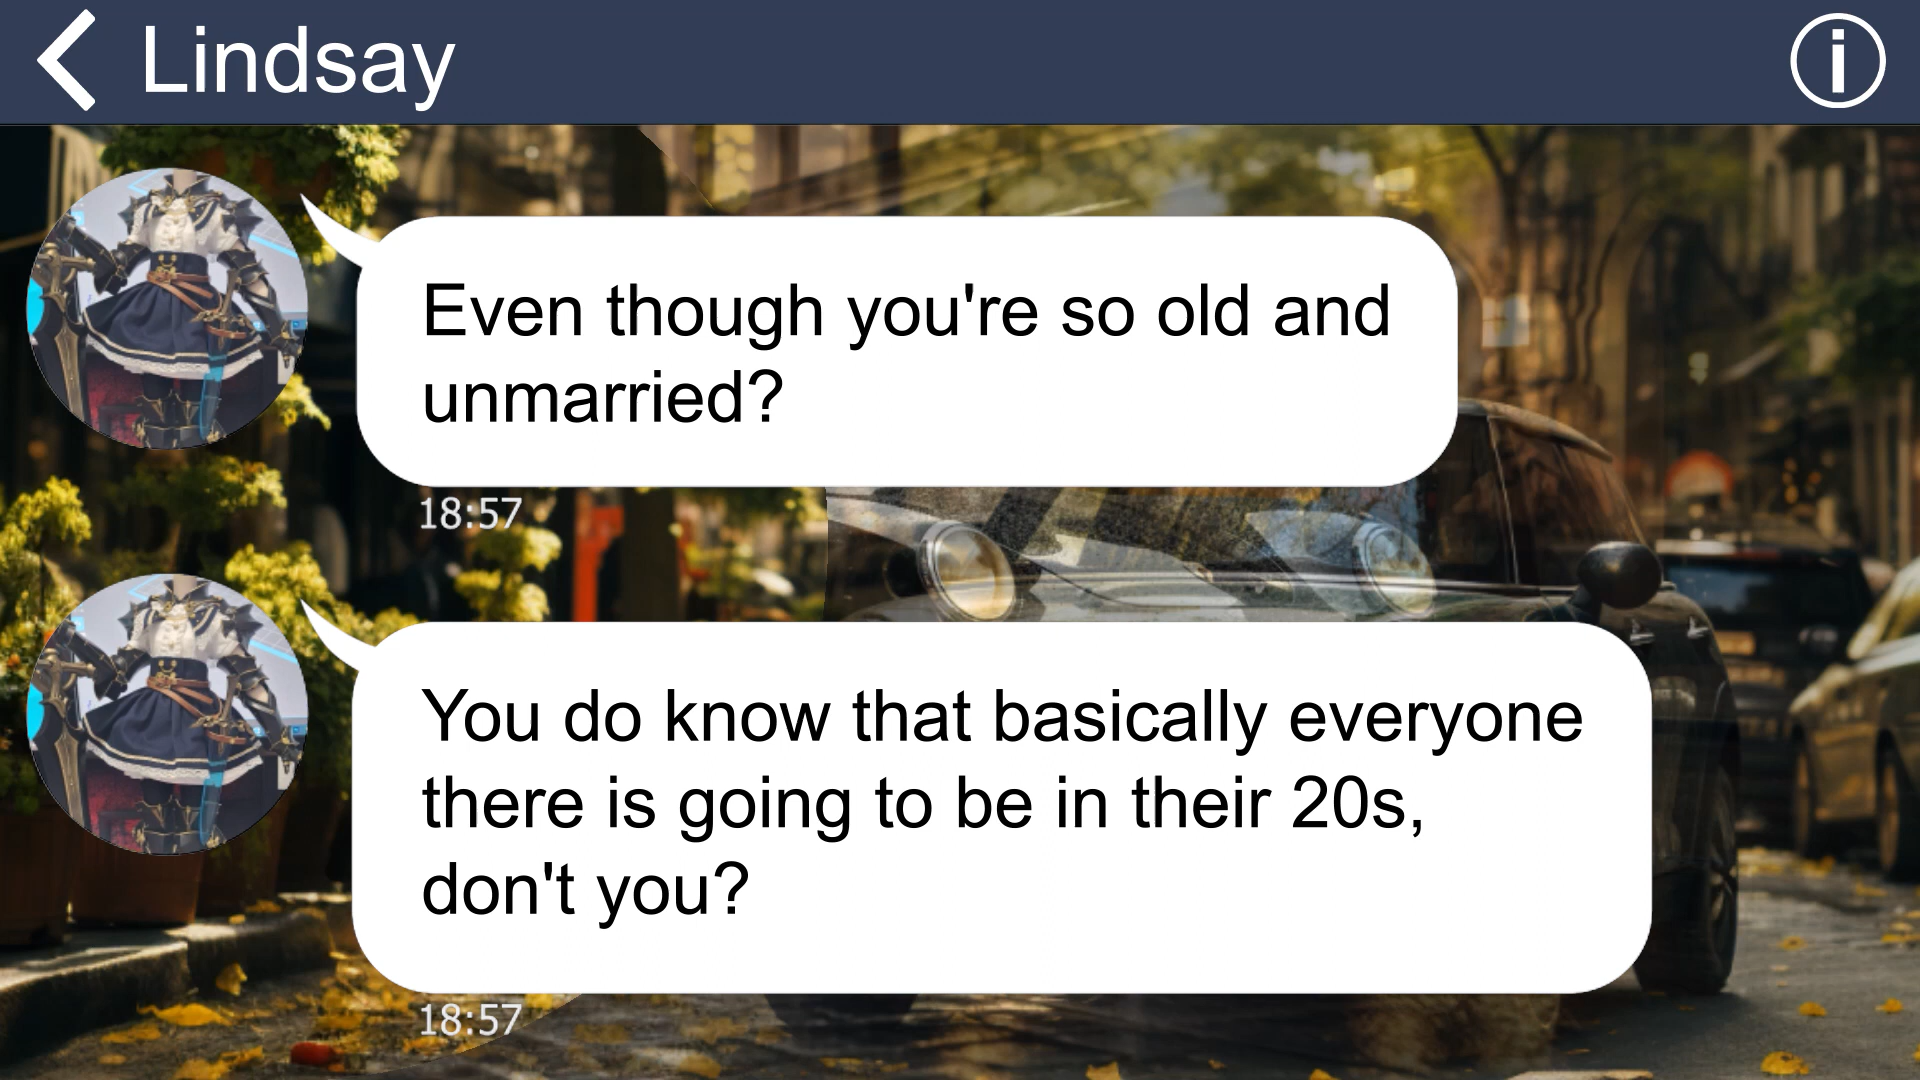 Lindsay
Even though you're so old and
unmarried?
18:57
You do know that basically everyone
there is going to be in their 20s,
don't you?
18:57